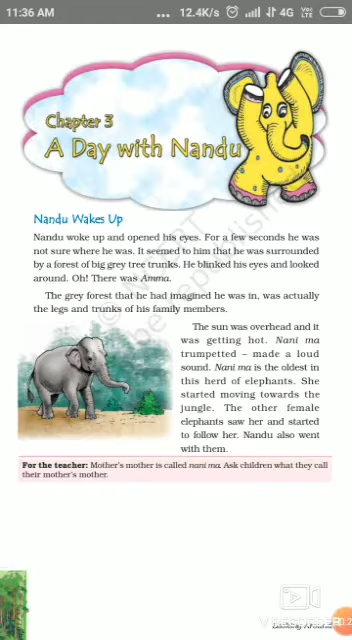 11:36 AM
... 12.4K/s 4G VoLTE
Chapter 3
A Day with Nandu
Nandu Wakes Up
Nandu woke up and opened his eyes. For a few seconds he was
not sure where he was. It seemed to him that he was surrounded
by a forest of big grey tree trunks. He blinked his eyes and looked
around. Oh! There was Amma.
The grey forest that he had imagined he was in, was actually
the legs and trunks of his family members.
The sun was overhead and it
was getting hot. Nani ma
trumpetted – made a loud
sound. Nani ma is the oldest in
this herd of elephants. She
started moving towards the
jungle. The other female
elephants saw her and started
to follow her. Nandu also went
with them.
For the teacher: Mother's mother is called nani ma. Ask children what they call
their mother's mother.
Looking Around